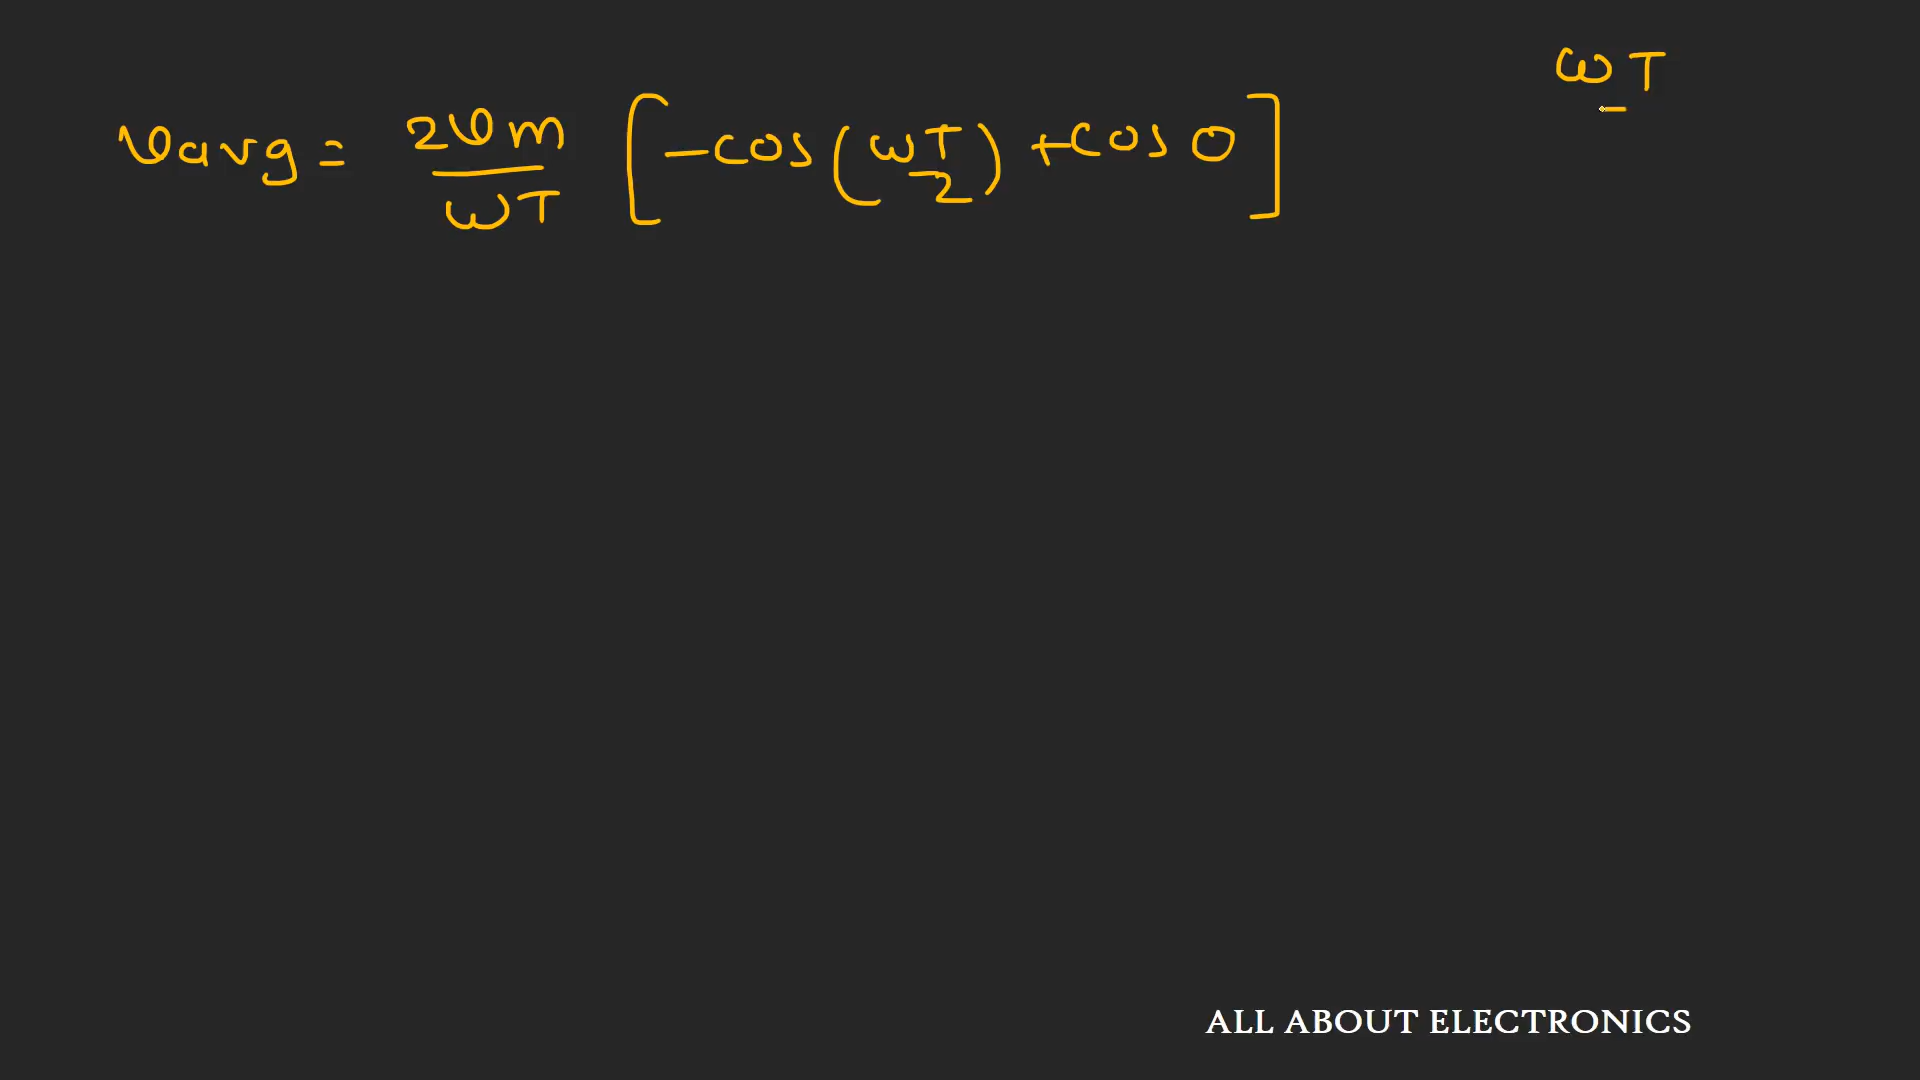 ωT
vavg = 2vm/ωT [-cos(ωT/2) + cos 0]
ALL ABOUT ELECTRONICS